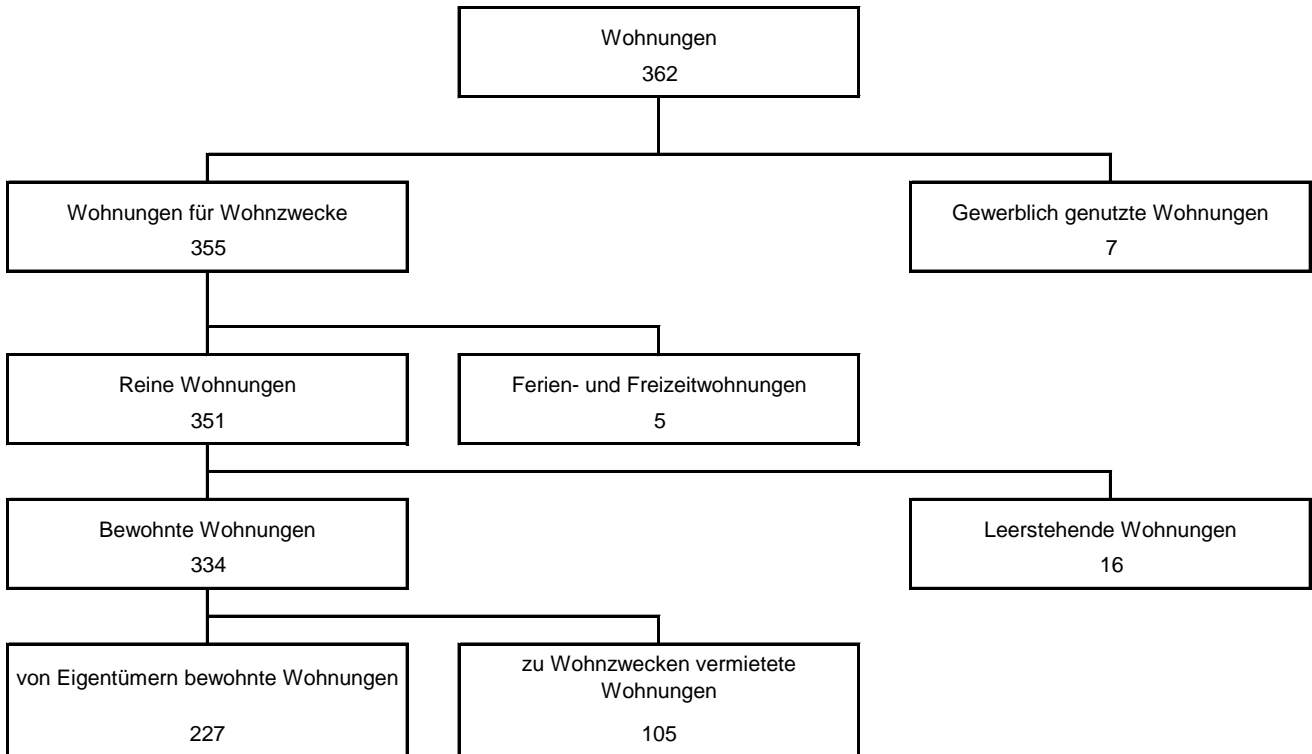 Wohnungen
362
Wohnungen für Wohnzwecke
355
Gewerblich genutzte Wohnungen
7
Reine Wohnungen
351
Ferien- und Freizeitwohnungen
5
Bewohnte Wohnungen
334
Leerstehende Wohnungen
16
von Eigentümern bewohnte Wohnungen
227
zu Wohnzwecken vermietete
Wohnungen
105